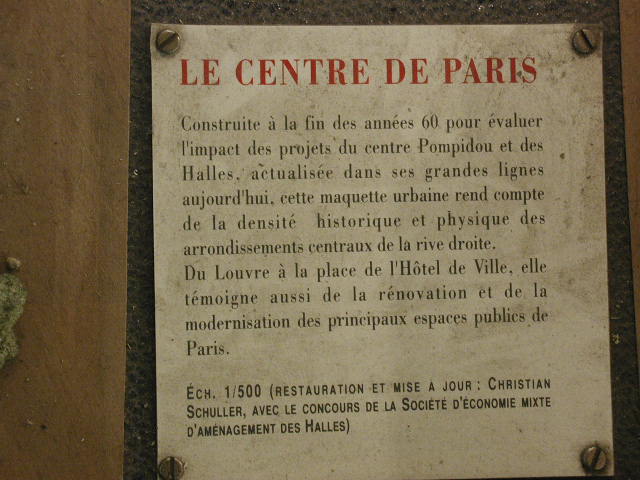 LE CENTRE DE PARIS
Construite à la fin des années 60 pour évaluer
l'impact des projets du centre Pompidou et des
Halles, actualisée dans ses grandes lignes
aujourd'hui, cette maquette urbaine rend compte
de la densité historique et physique des
arrondissements centraux de la rive droite.
Du Louvre à la place de l'Hôtel de Ville, elle
témoigne aussi de la rénovation et de la
modernisation des principaux espaces publics de
Paris.
ÉCH. 1/500 (RESTAURATION ET MISE À JOUR : CHRISTIAN
SCHULLER, AVEC LE CONCOURS DE LA SOCIÉTÉ D'ÉCONOMIE MIXTE
D'AMÉNAGEMENT DES HALLES)